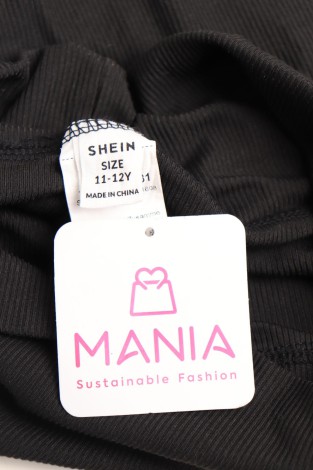 SHEIN
SIZE
11-12Y
MADE IN CHINA
MANIA
Sustainable Fashion